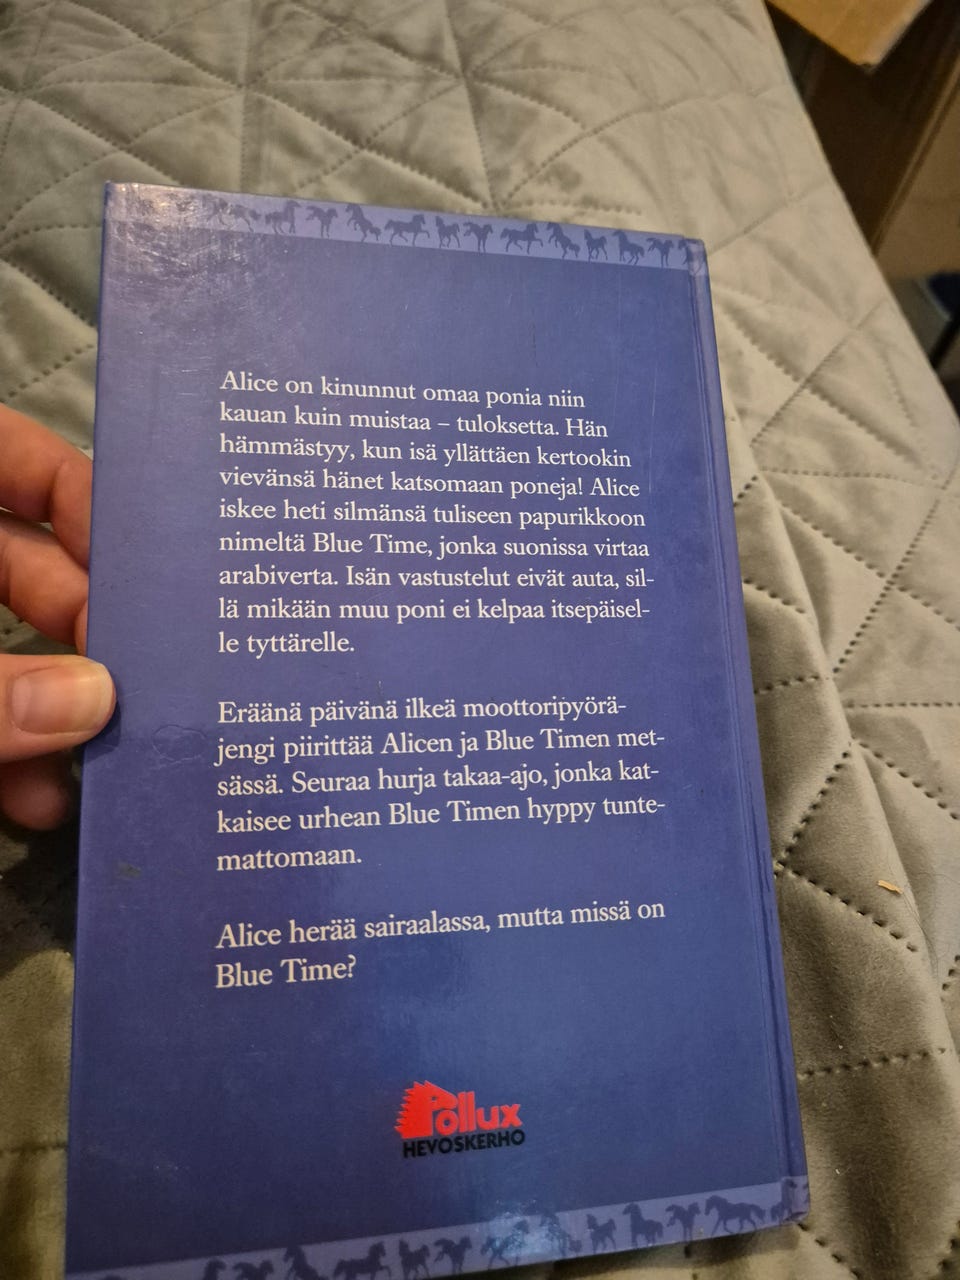 Alice on kinunnut omaa ponia niin
kauan kuin muistaa – tuloksetta. Hän
hämmästyy, kun isä yllättäen kertookin
vievänsä hänet katsomaan poneja! Alice
iskee heti silmänsä tuliseen papurikkoon
nimeltä Blue Time, jonka suonissa virtaa
arabiverta. Isän vastustelut eivät auta, sil-
lä mikään muu poni ei kelpaa itsepäisel-
le tyttärelle.
Eräänä päivänä ilkeä moottoripyörä-
jengi piirittää Alicen ja Blue Timen met-
sässä. Seuraa hurja takaa-ajo, jonka kat-
kaisee urhean Blue Timen hyppy tunte-
mattomaan.
Alice herää sairaalassa, mutta missä on
Blue Time?
Pollux
HEVOSKERHO